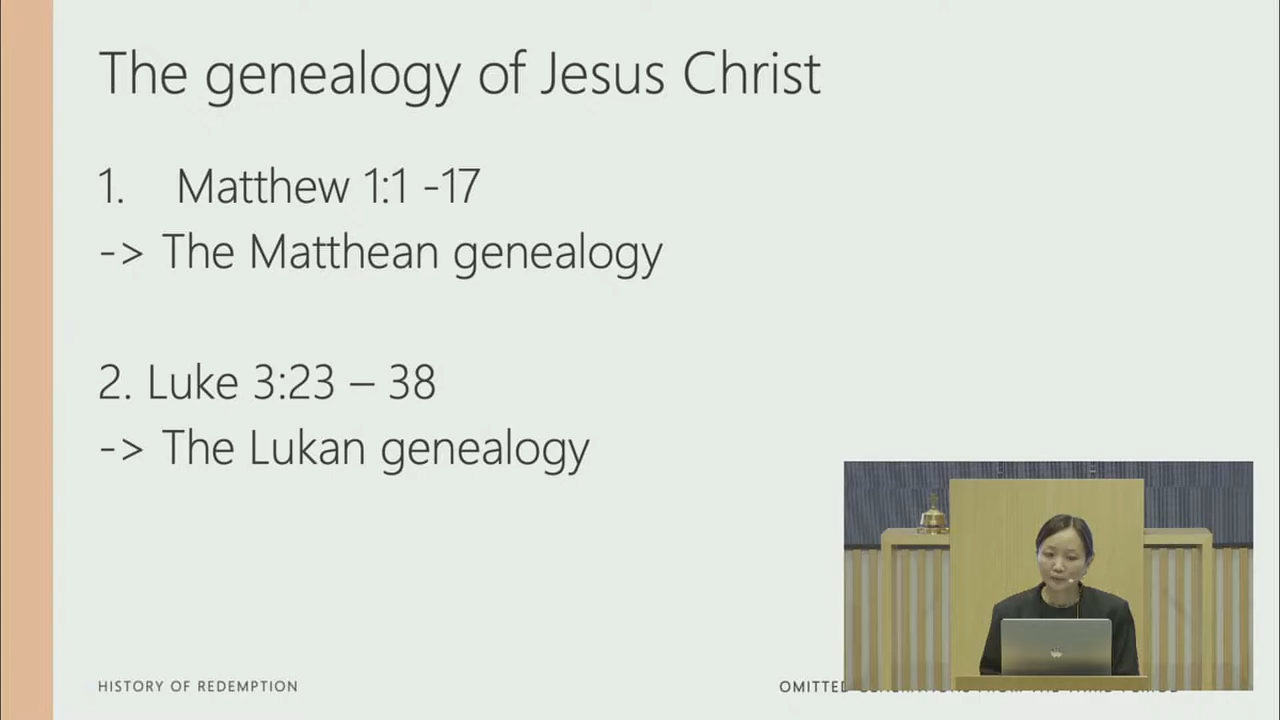 The genealogy of Jesus Christ
1. Matthew 1:1 -17
-> The Matthean genealogy
2. Luke 3:23 – 38
-> The Lukan genealogy
HISTORY OF REDEMPTION
OMITTED